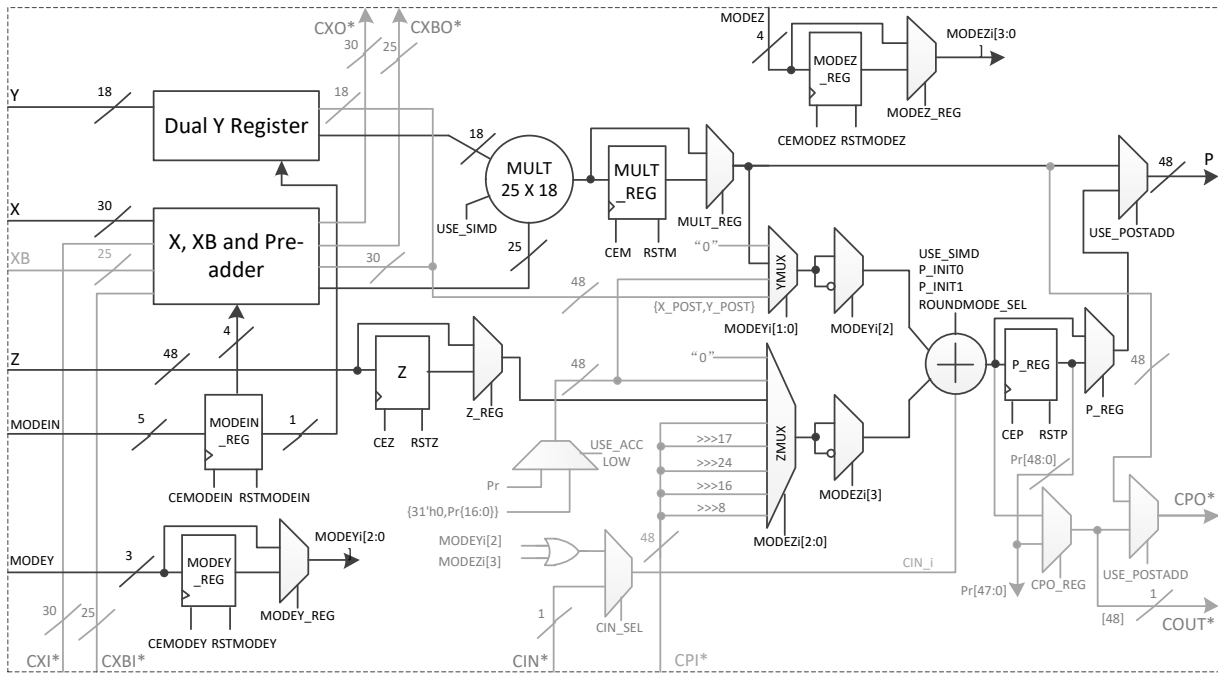 CXO*
CXBO*
30
25
MODEZ
4
MODEZ
_REG
MODEZi[3:0
]
MODEZ_REG
CEMODEZ RSTMODEZ
Y
18
Dual Y Register
18
18
MULT
25 X 18
USE_SIMD
MULT
_REG
MULT_REG
CEM
RSTM
48
P
USE_POSTADD
X
30
XB
25
X, XB and Pre-
adder
25
30
"0"
YMUX
48
{X_POST,Y_POST}
MODEYi[1:0]
MODEYi[2]
USE_SIMD
P_INIT0
P_INIT1
ROUNDMODE_SEL
4
Z
48
Z
Z_REG
CEZ
RSTZ
48
"0"
ZMUX
>>>17
>>>24
>>>16
>>>8
MODEZi[3]
MODEZi[2:0]
P_REG
P_REG
CEP
RSTP
48
MODEIN
5
MODEIN
_REG
1
CEMODEIN RSTMODEIN
USE_ACC
LOW
Pr
{31'h0,Pr{16:0}}
Pr[48:0]
CPO*
MODEY
3
MODEY
_REG
MODEYi[2:0
]
MODEY_REG
CEMODEY RSTMODEY
MODEYi[2]
MODEZi[3]
48
CIN_i
Pr[47:0]
CPO_REG
USE_POSTADD
30
25
1
CIN_SEL
[48]
1
COUT*
CXI*
CXBI*
CIN*
CPI*